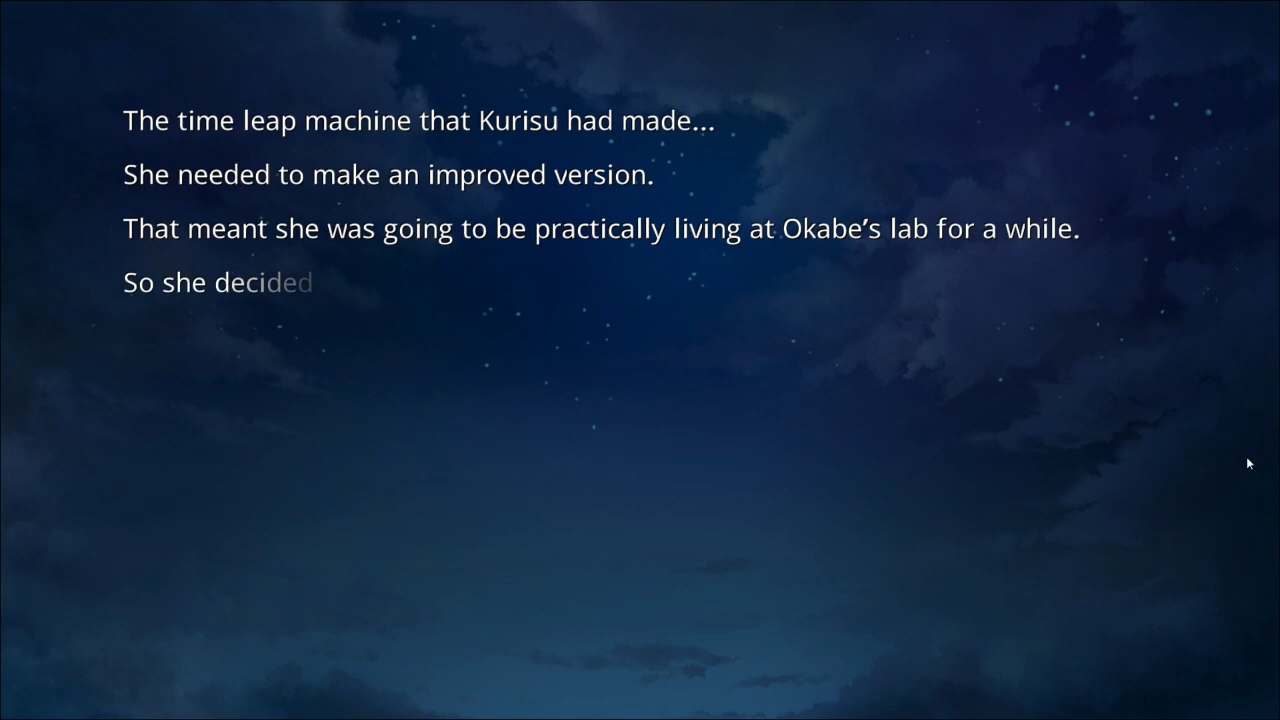 The time leap machine that Kurisu had made...
She needed to make an improved version.
That meant she was going to be practically living at Okabe's lab for a while.
So she decided